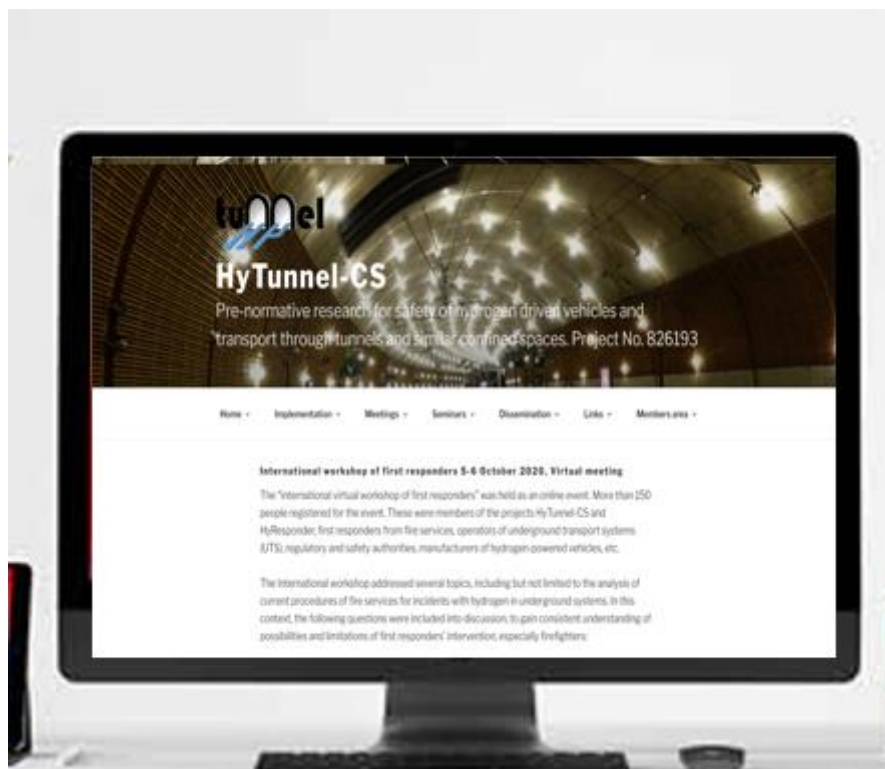 tunnel
HyTunnel-CS
Pre-normative research for safety of hydrogen driven vehicles and
transport through tunnels and similar confined spaces. Project No. 826193
Home Implementation Meetings Seminars Dissemination Links Members area
International workshop of first responders 5-6 October 2020, Virtual meeting
The "international virtual workshop of first responders" was held as an online event. More than 150
people registered for the event. These were members of the projects HyTunnel-CS and
HyResponder, first responders from fire services, operators of underground transport systems
(UTS), regulatory and safety authorities, manufacturers of hydrogen-powered vehicles, etc.
The International workshop addressed several topics, including but not limited to the analysis of
current procedures of fire services for incidents with hydrogen in underground systems. In this
context, the following questions were included into discussion, to gain consistent understanding of
possibilities and limitations of first responders' intervention, especially firefighters: